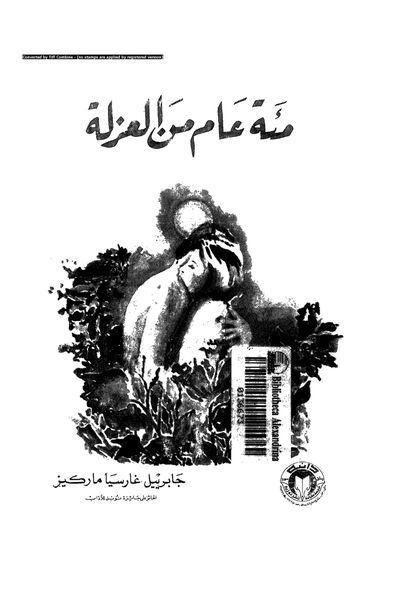 Converted by Tiff Combine - (no stamps are applied by registered version)
مئة عام من العزلة
Bibliotheca Alexandrina
0136673
جابرييل غارسيا ماركيز
الحائز على جائزة نوبل للآداب